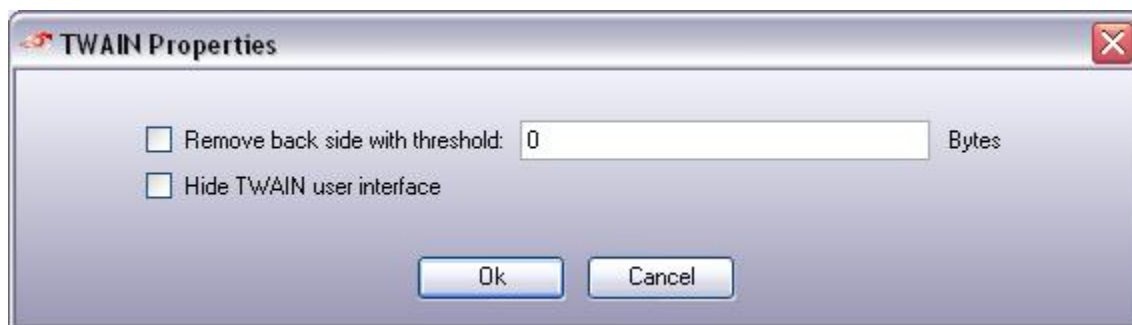 TWAIN Properties
Remove back side with threshold: 0 Bytes
Hide TWAIN user interface
Ok Cancel